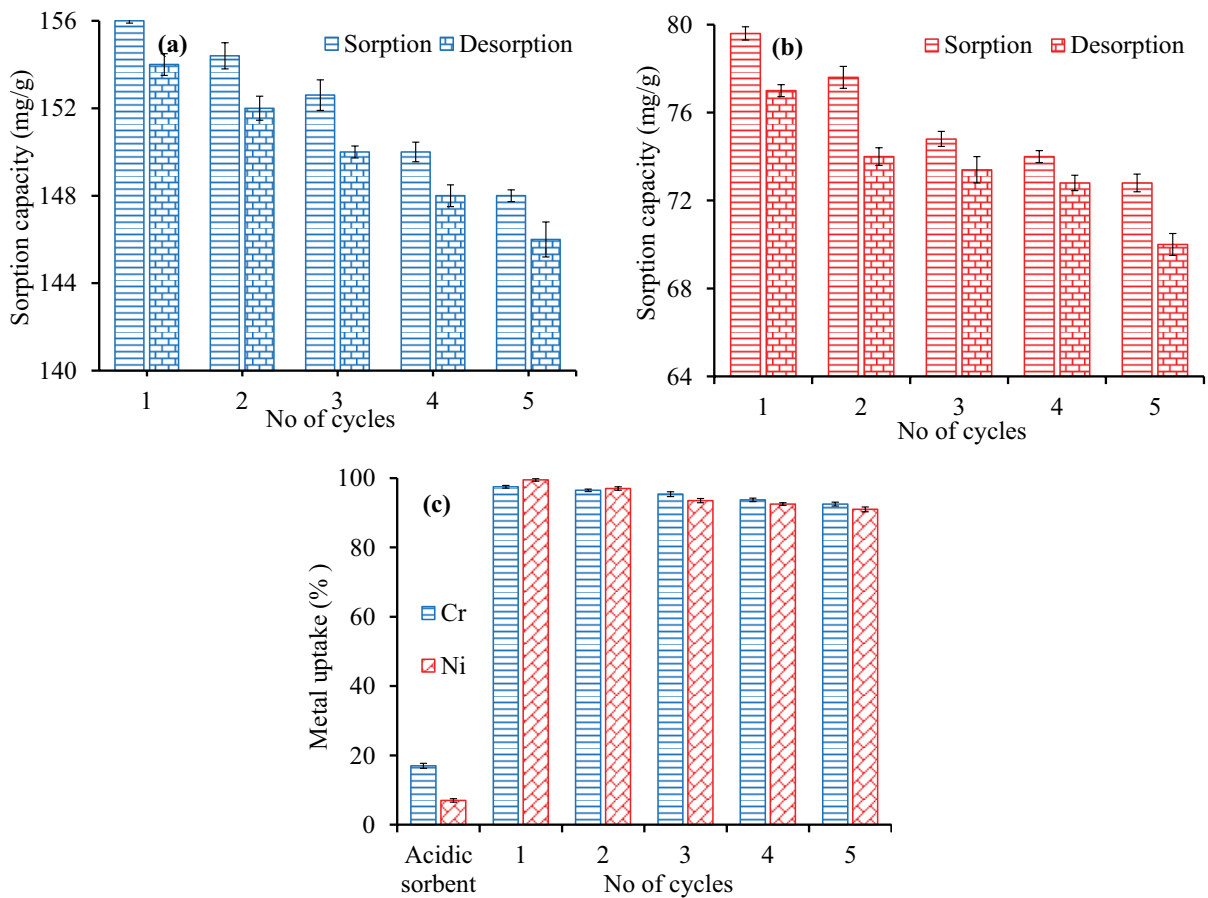 (a)
Sorption Desorption
Sorption capacity (mg/g)
156
152
148
144
140
1 2 3 4 5
No of cycles
(b)
Sorption Desorption
Sorption capacity (mg/g)
80
76
72
68
64
1 2 3 4 5
No of cycles
(c)
Metal uptake (% )
100
80
60
40
20
0
Cr
Ni
Acidic sorbent 1 2 3 4 5
No of cycles